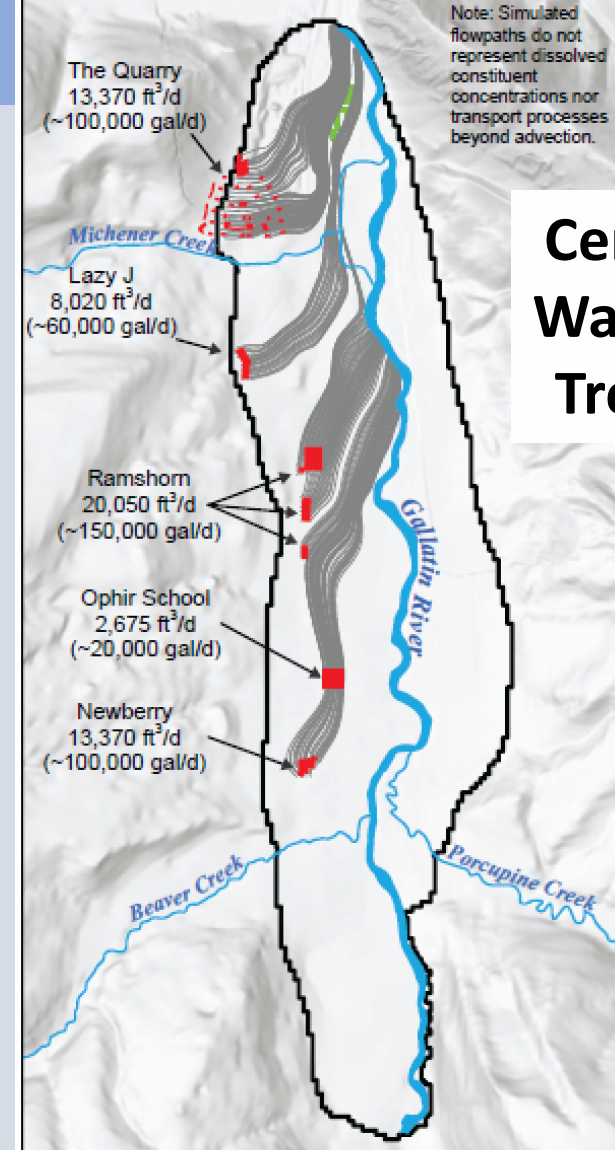 Note: Simulated
flowpaths do not
represent dissolved
constituent
concentrations nor
transport processes
beyond advection.
The Quarry
13,370 ft³/d
(~100,000 gal/d)
Michener Creek
Lazy J
8,020 ft³/d
(~60,000 gal/d)
Ramshorn
20,050 ft³/d
(~150,000 gal/d)
Gallatin River
Ophir School
2,675 ft³/d
(~20,000 gal/d)
Newberry
13,370 ft³/d
(~100,000 gal/d)
Beaver Creek
Porcupine Creek